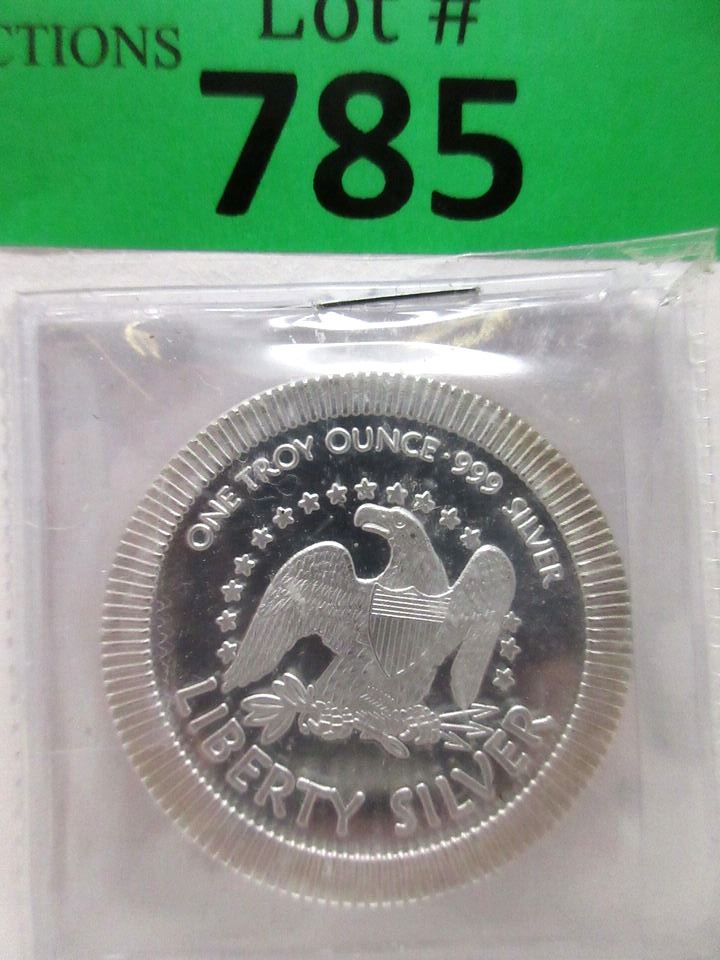 CTIONS
Lot #
785
ONE TROY OUNCE · 999 SILVER
LIBERTY SILVER